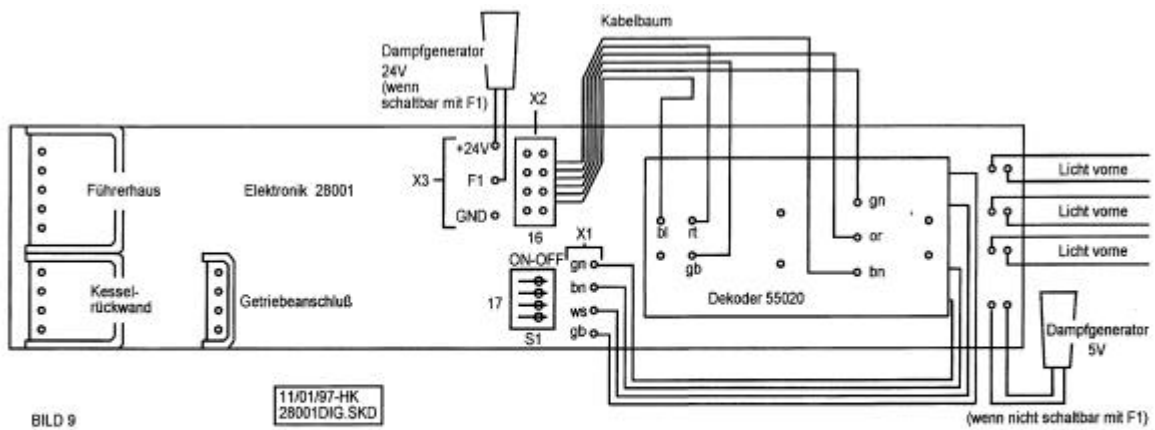 Kabelbaum
Dampfgenerator
24V
(wenn
schaltbar mit F1)
X2
+24V
X3
F1
GND
Führerhaus
Elektronik 28001
16
X1
ON-OFF
17
S1
gn
bn
ws
gb
Kessel-
rückwand
Getriebeanschluß
bl
rt
gb
gn
or
bn
Dekoder 55020
Licht vorne
Licht vorne
Licht vorne
Dampfgenerator
5V
(wenn nicht schaltbar mit F1)
11/01/97-HK
28001DIG.SKD
BILD 9